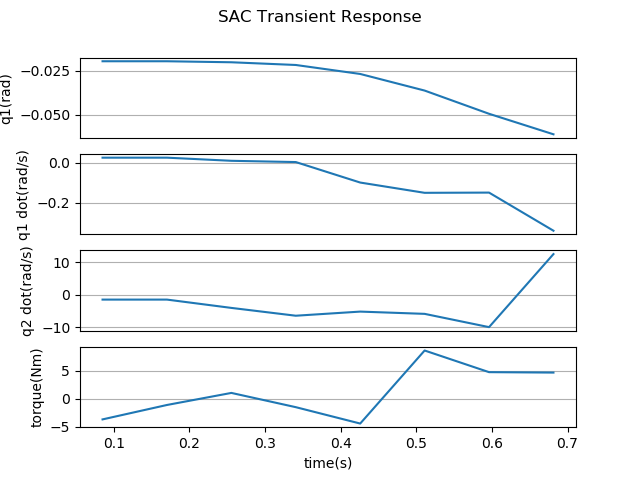 SAC Transient Response
q1(rad)
−0.025
−0.050
q1 dot(rad/s)
0.0
−0.2
q2 dot(rad/s)
10
0
−10
torque(Nm)
5
0
−5
0.1 0.2 0.3 0.4 0.5 0.6 0.7
time(s)